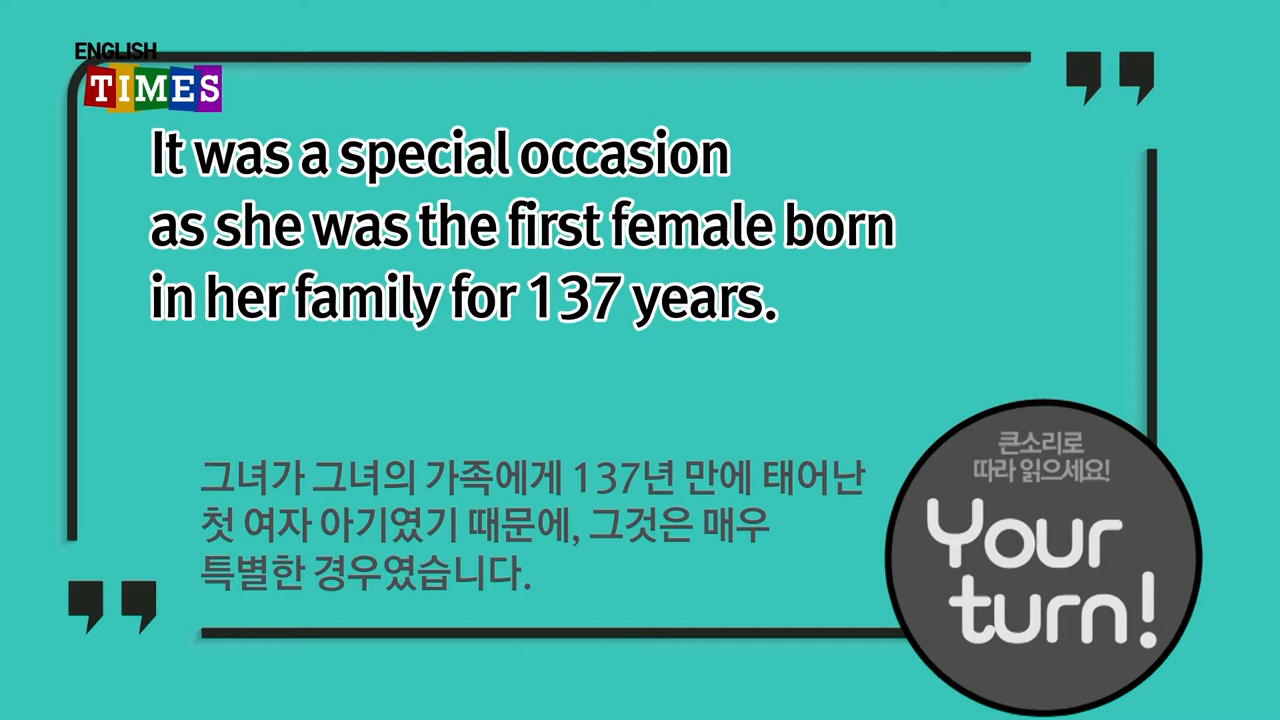 ENGLISH
TIMES
It was a special occasion
as she was the first female born
in her family for 137 years.
그녀가 그녀의 가족에게 137년 만에 태어난
첫 여자 아기였기 때문에, 그것은 매우
특별한 경우였습니다.
큰소리로
따라 읽으세요!
Your
turn!